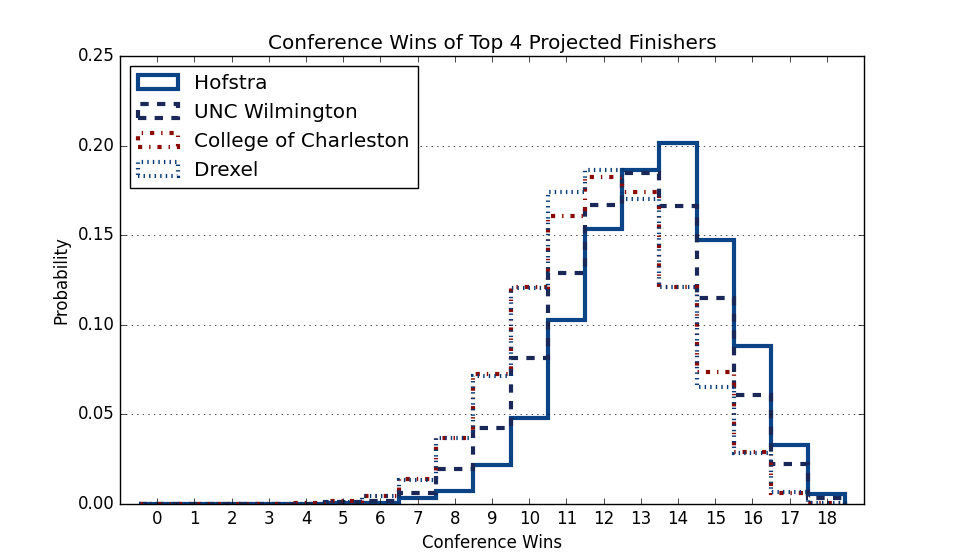 Conference Wins of Top 4 Projected Finishers
0.25
0.20
0.15
0.10
0.05
0.00
Probability
Hofstra
UNC Wilmington
College of Charleston
Drexel
0 1 2 3 4 5 6 7 8 9 10 11 12 13 14 15 16 17 18
Conference Wins